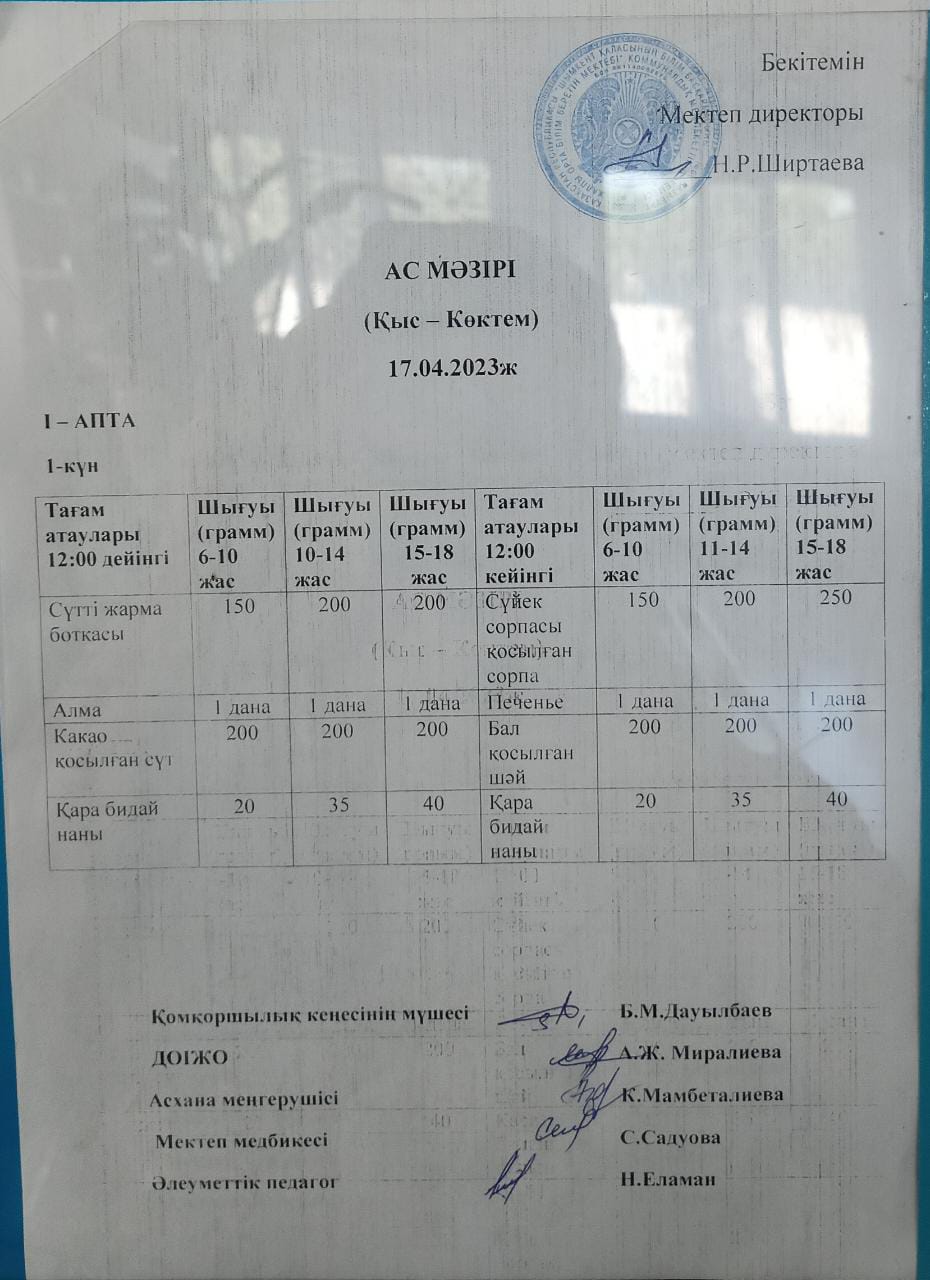 Бекітемін
Мектеп директоры
Н.Р.Ширтаева
АС МӘЗІРІ
(Қыс – Көктем)
17.04.2023ж
І – АПТА
1-күн
Тағам атаулары 12:00 дейінгі Шығуы (грамм) 6-10 жас Шығуы (грамм) 10-14 жас Шығуы (грамм) 15-18 жас Тағам атаулары 12:00 кейінгі Шығуы (грамм) 6-10 жас Шығуы (грамм) 11-14 жас Шығуы (грамм) 15-18 жас
Сүтті жарма ботқасы 150 200 200 Сүйек сорпасы қосылған сорпа 150 200 250
Алма 1 дана 1 дана 1 дана Печенье 1 дана 1 дана 1 дана
Какао қосылған сүт 200 200 200 Бал қосылған шәй 200 200 200
Қара бидай наны 20 35 40 Қара бидай наны 20 35 40
Қомқоршылық кенесінің мүшесі Б.М.Дауылбаев
ДОІЖО А.Ж. Миралиева
Асхана менгерушісі К.Мамбеталиева
Мектеп медбикесі С.Садуова
Әлеуметтік педагог Н.Еламан